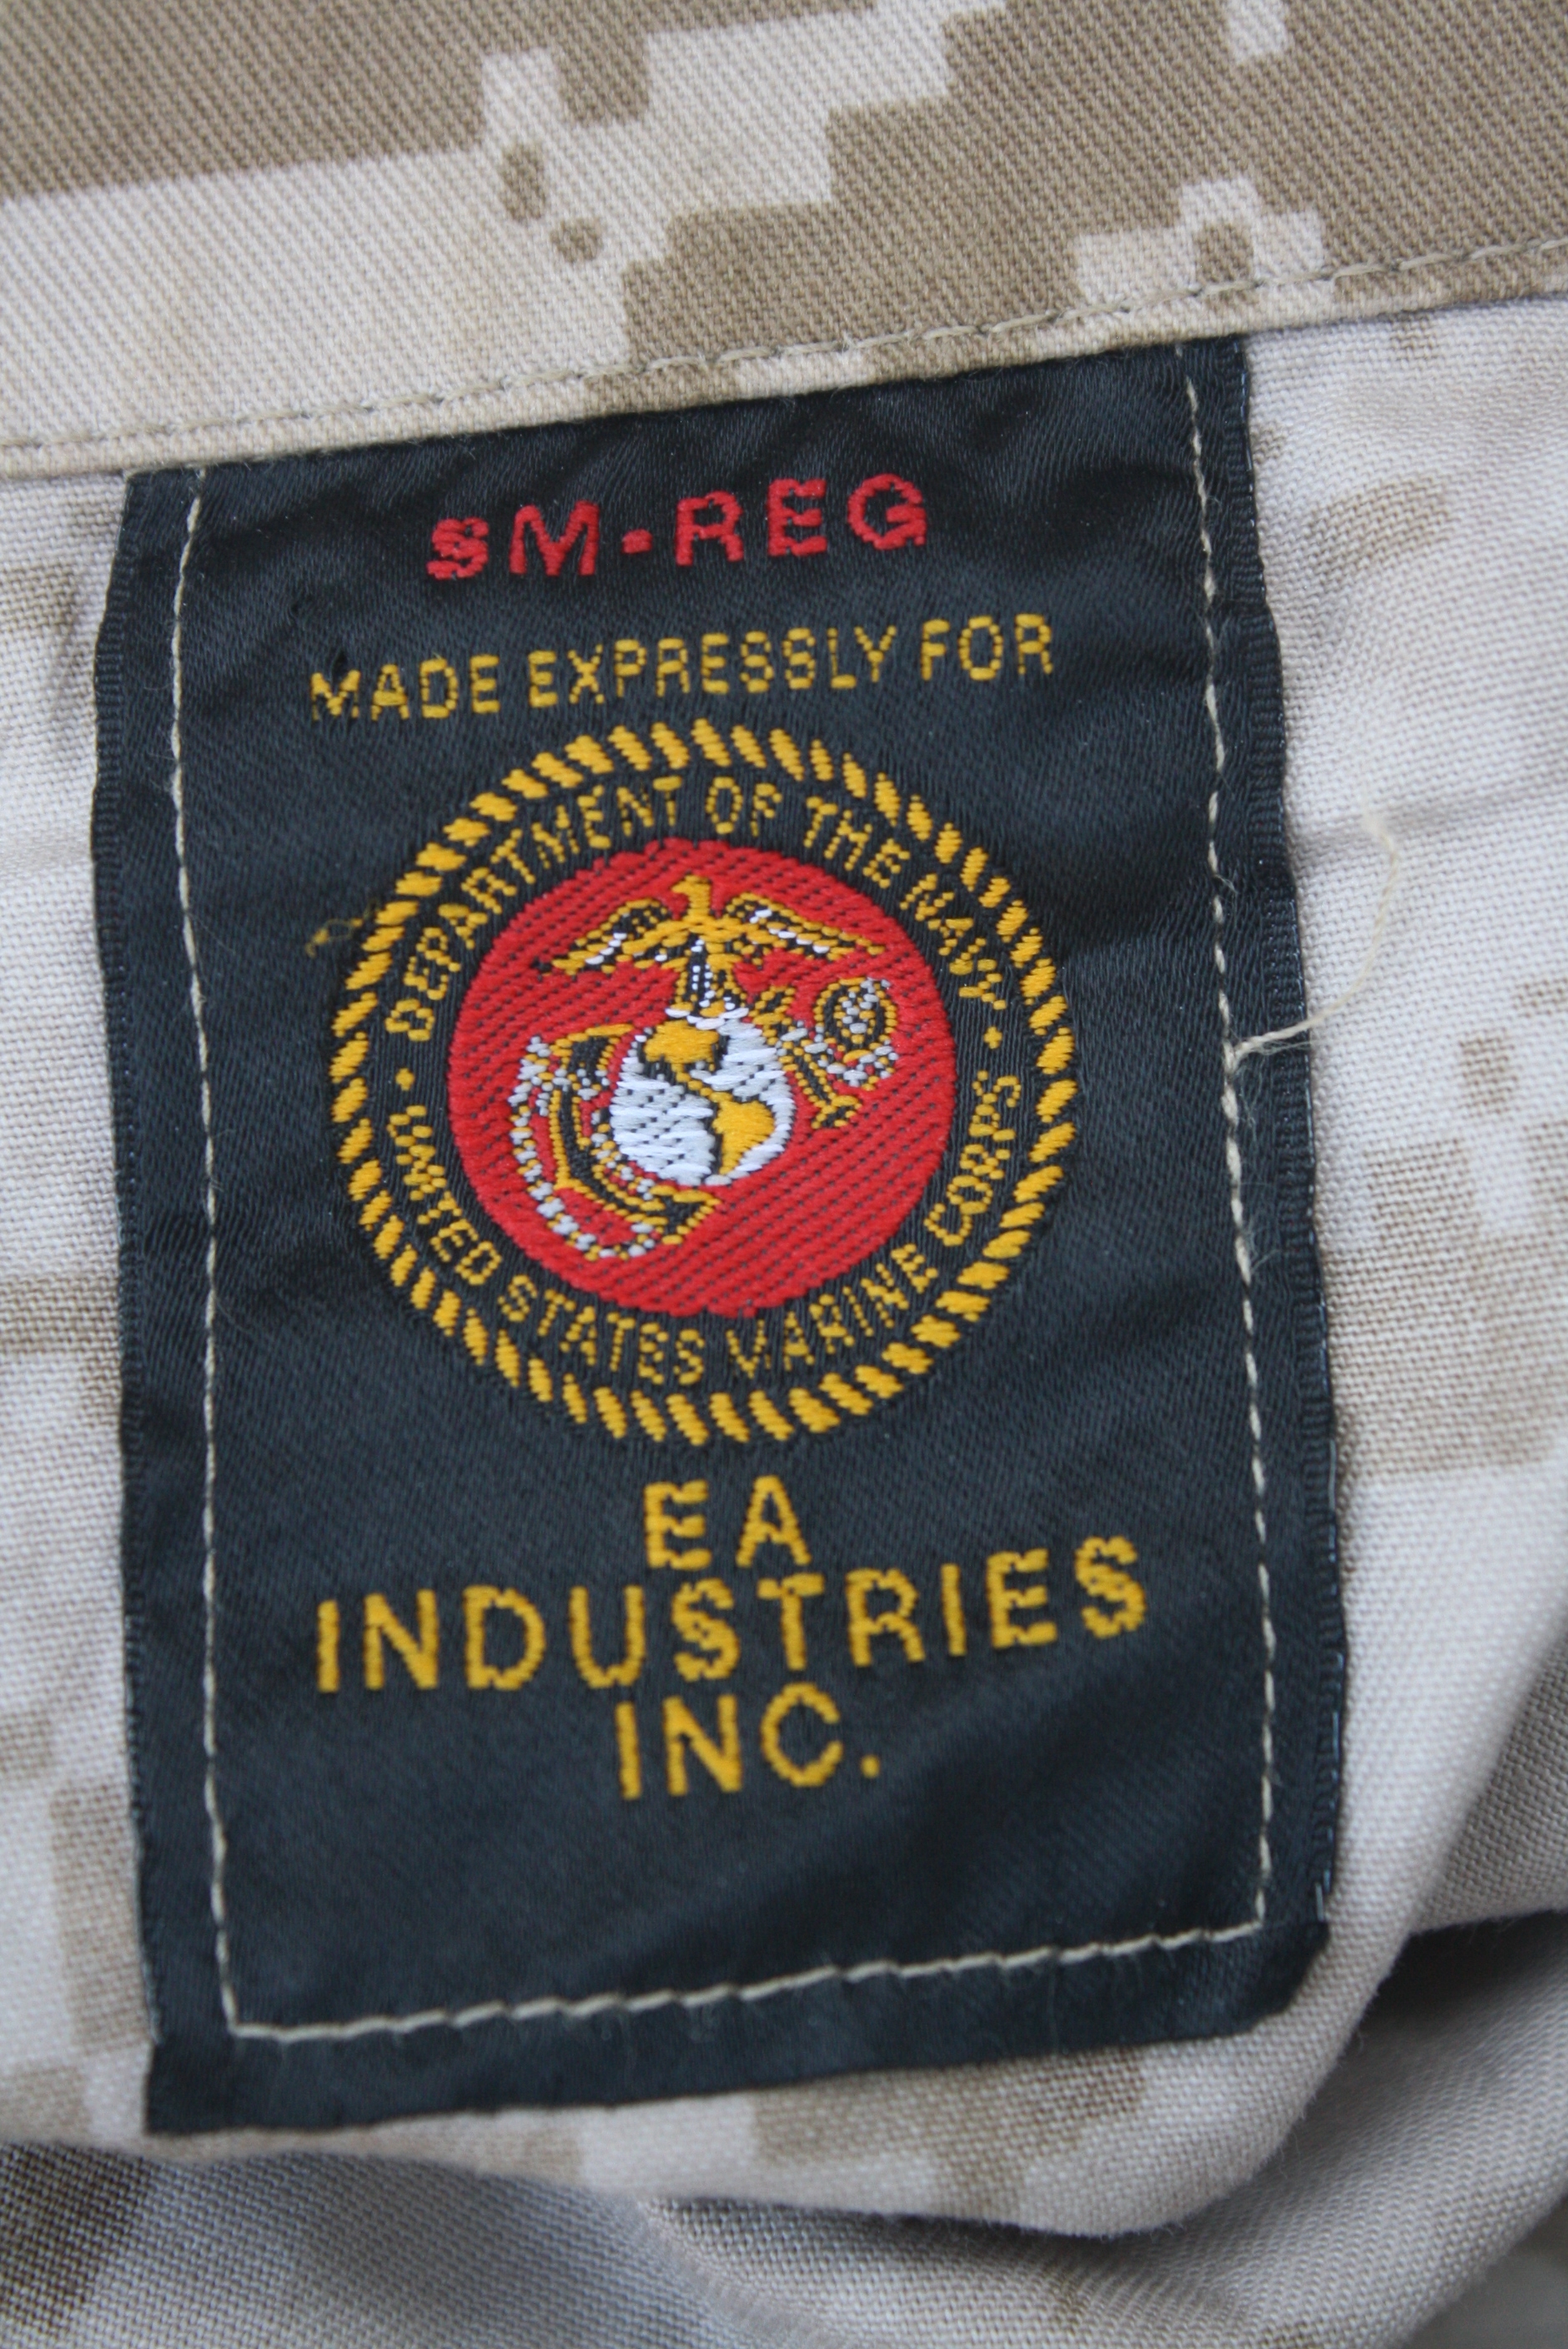 SM-REG
MADE EXPRESSLY FOR
DEPARTMENT OF THE NAVY
• UNITED STATES MARINE CORPS •
EA
INDUSTRIES
INC.